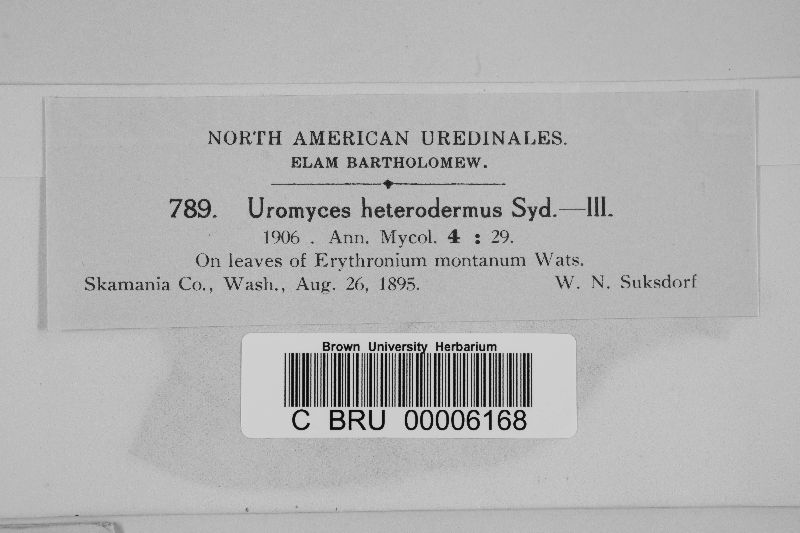 NORTH AMERICAN UREDINALES.
ELAM BARTHOLOMEW.
789. Uromyces heterodermus Syd.—III.
1906 . Ann. Mycol. 4 : 29.
On leaves of Erythronium montanum Wats.
Skamania Co., Wash., Aug. 26, 1895. W. N. Suksdorf
Brown University Herbarium
C BRU 00006168